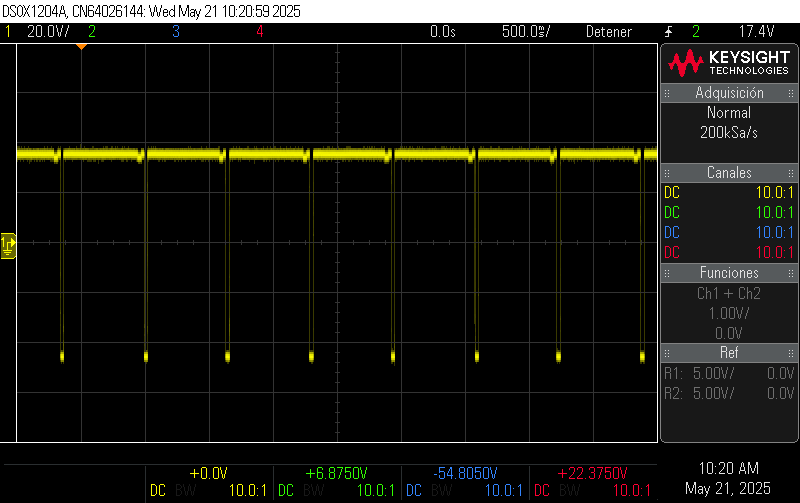 DSOX1204A, CN64026144: Wed May 21 10:20:59 2025
1 20.0V/ 2 3 4 0.0s 500.0ms/ Detener 2 17.4V
KEYSIGHT
TECHNOLOGIES
Adquisición
Normal
200kSa/s
Canales
DC 10.0:1
DC 10.0:1
DC 10.0:1
DC 10.0:1
Funciones
Ch1 + Ch2
1.00V/
0.0V
Ref
R1: 5.00V/ 0.0V
R2: 5.00V/ 0.0V
1
+0.0V +6.8750V -54.8050V +22.3750V
DC BW 10.0:1 DC BW 10.0:1 DC BW 10.0:1 DC BW 10.0:1
10:20 AM
May 21, 2025